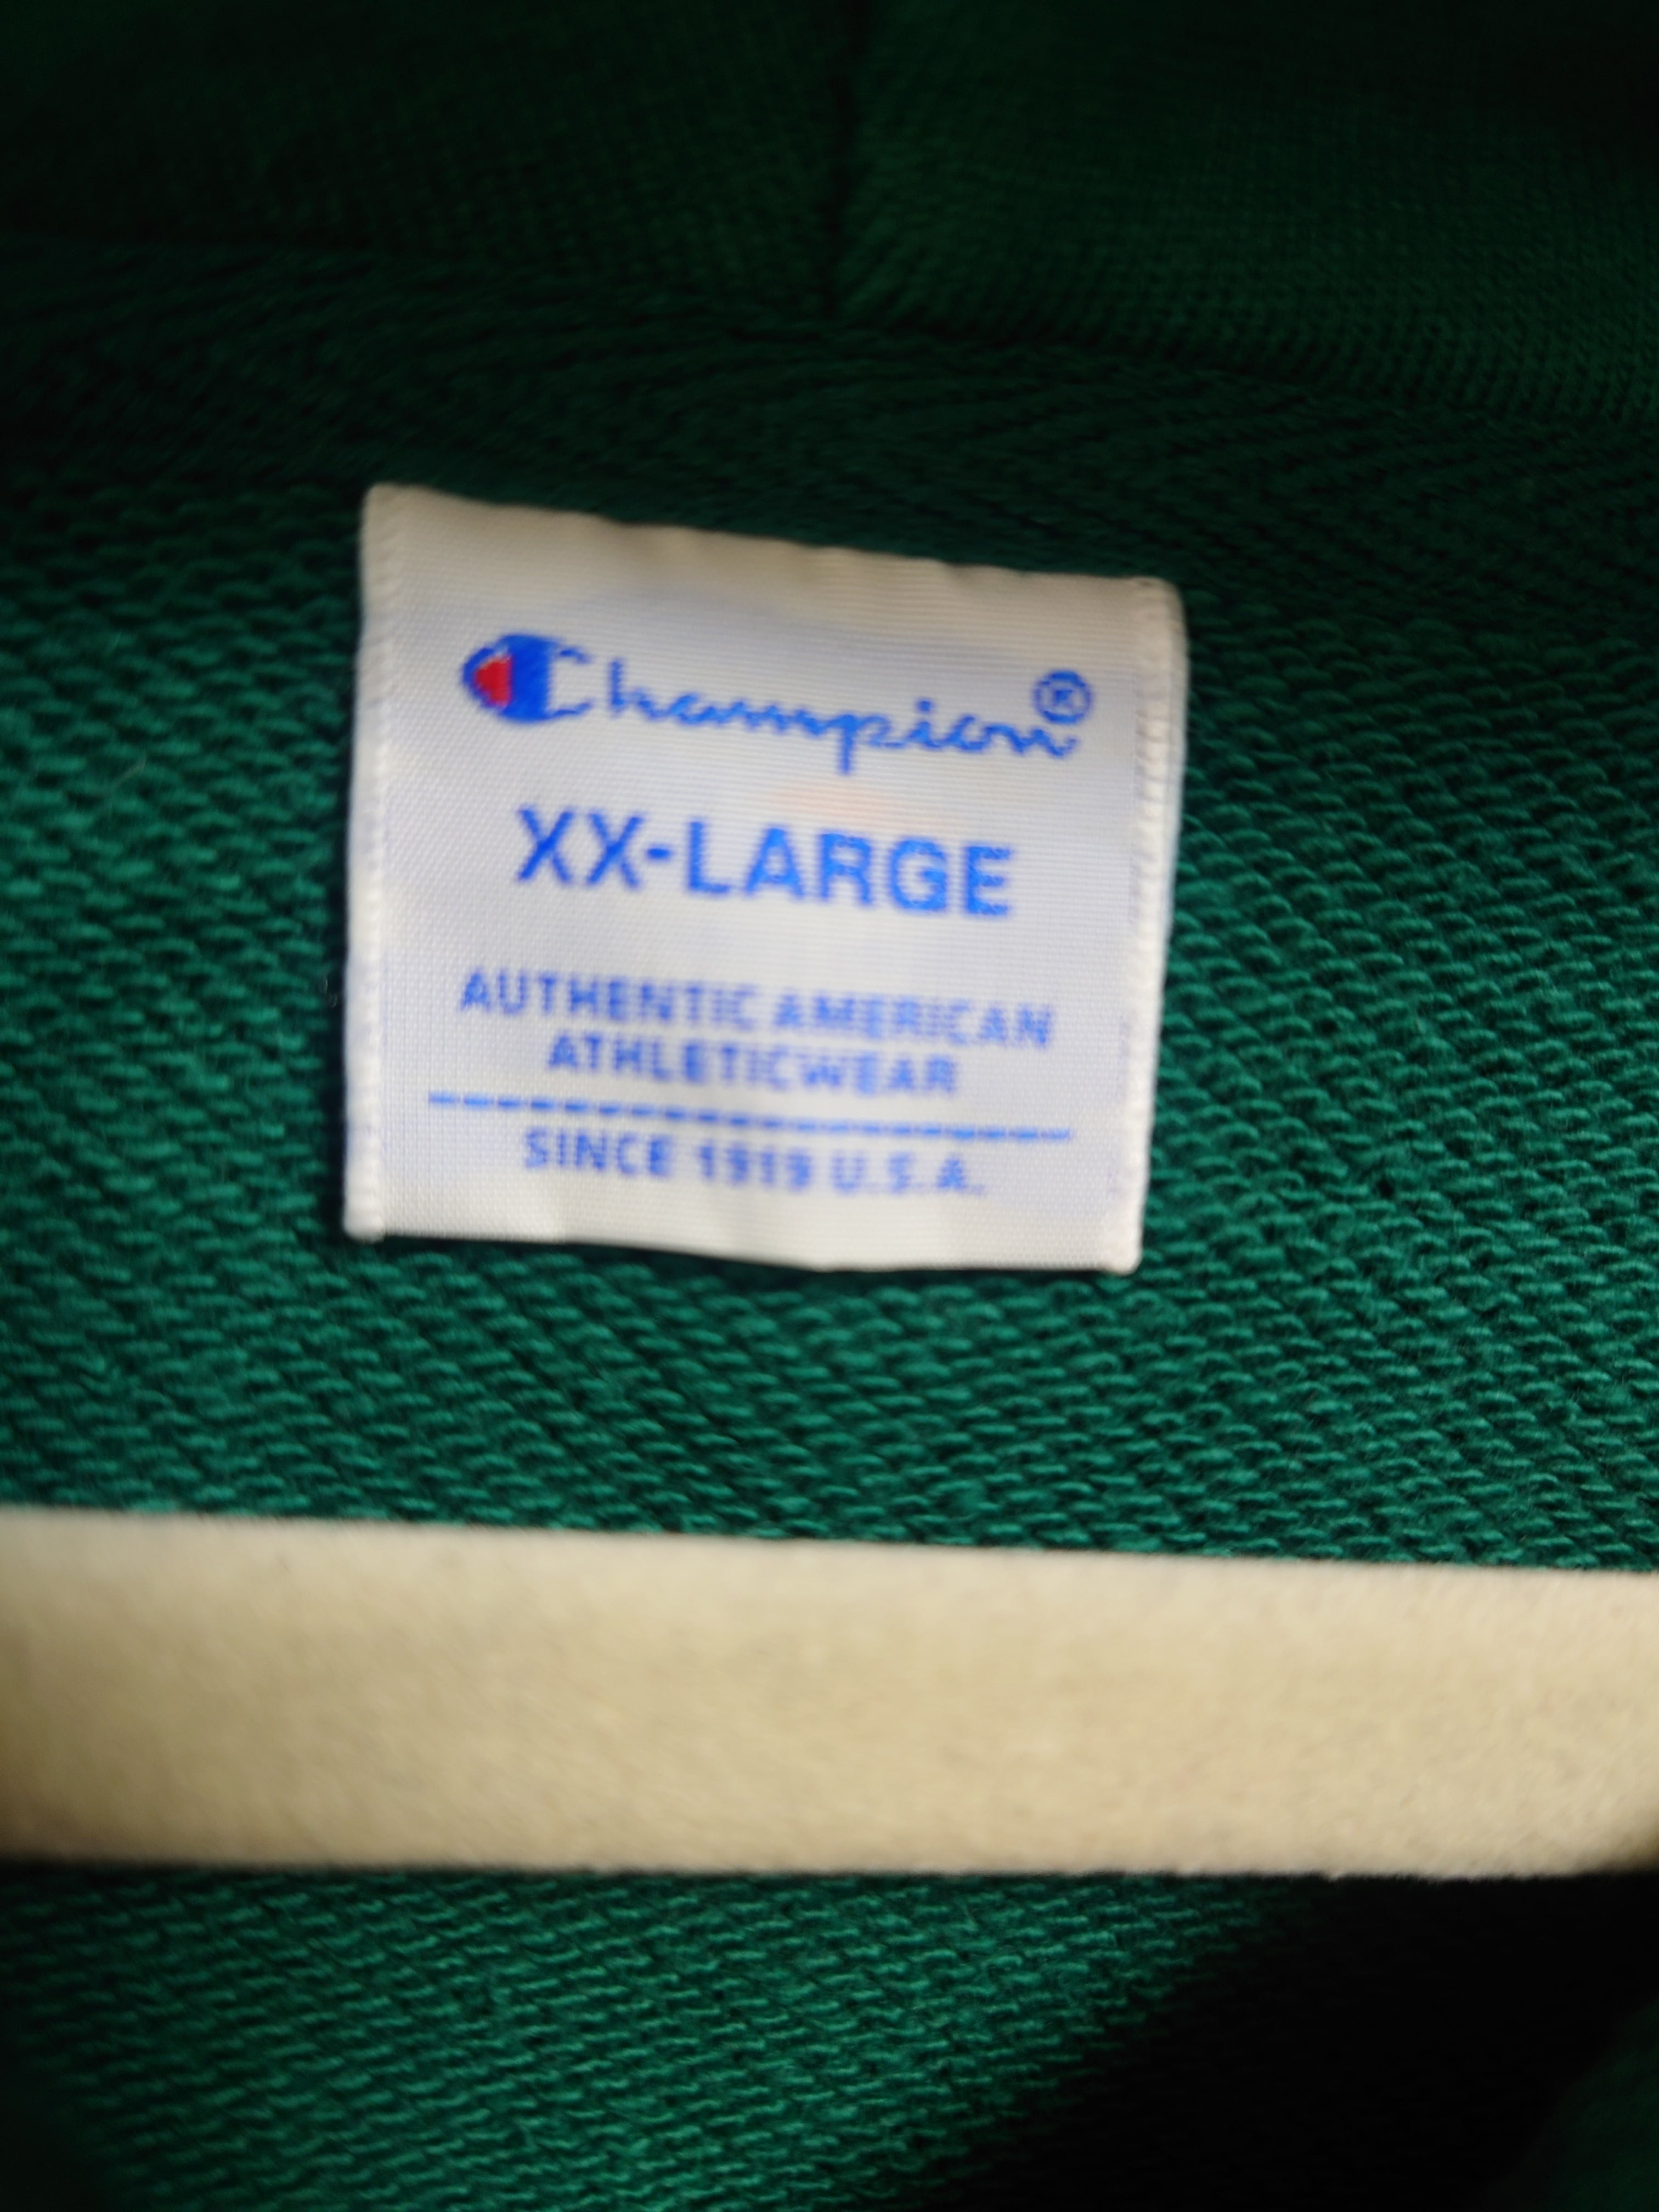 Champion®
XX-LARGE
AUTHENTIC AMERICAN
ATHLETICWEAR
SINCE 1919 U.S.A.